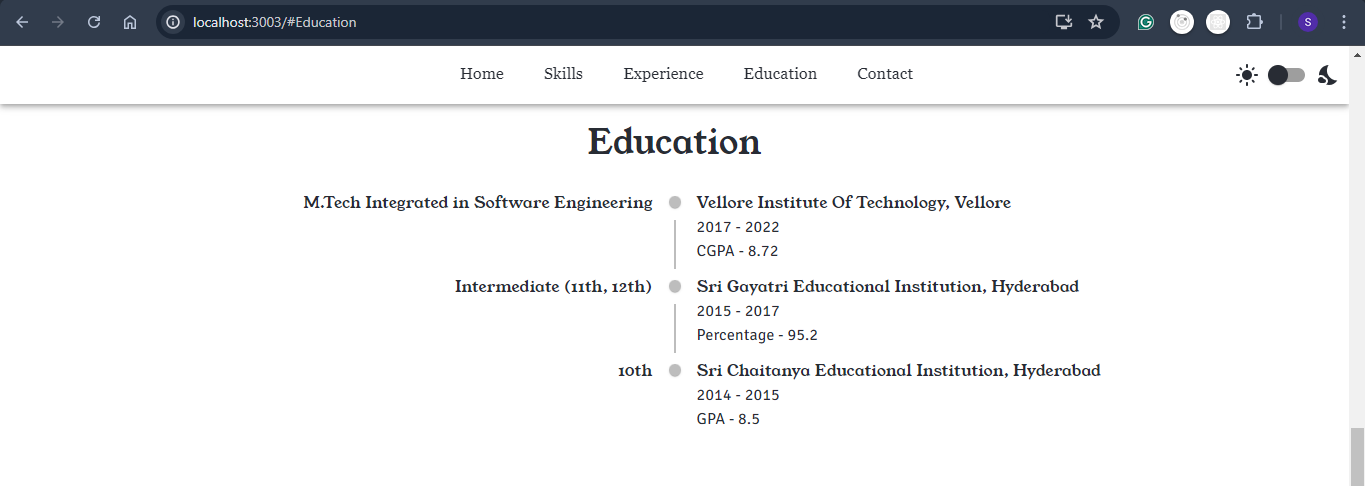 localhost:3003/#Education
S
Home Skills Experience Education Contact
Education
M.Tech Integrated in Software Engineering
Vellore Institute Of Technology, Vellore
2017 - 2022
CGPA - 8.72
Intermediate (11th, 12th)
Sri Gayatri Educational Institution, Hyderabad
2015 - 2017
Percentage - 95.2
10th
Sri Chaitanya Educational Institution, Hyderabad
2014 - 2015
GPA - 8.5